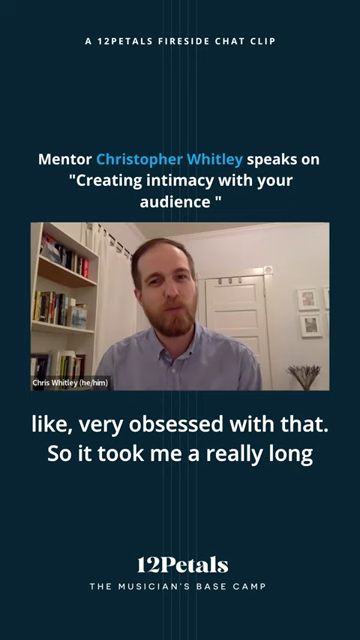 A 12PETALS FIRESIDE CHAT CLIP
Mentor Christopher Whitley speaks on
"Creating intimacy with your
audience "
Chris Whitley (he/him)
like, very obsessed with that.
So it took me a really long
12Petals
THE MUSICIAN'S BASE CAMP